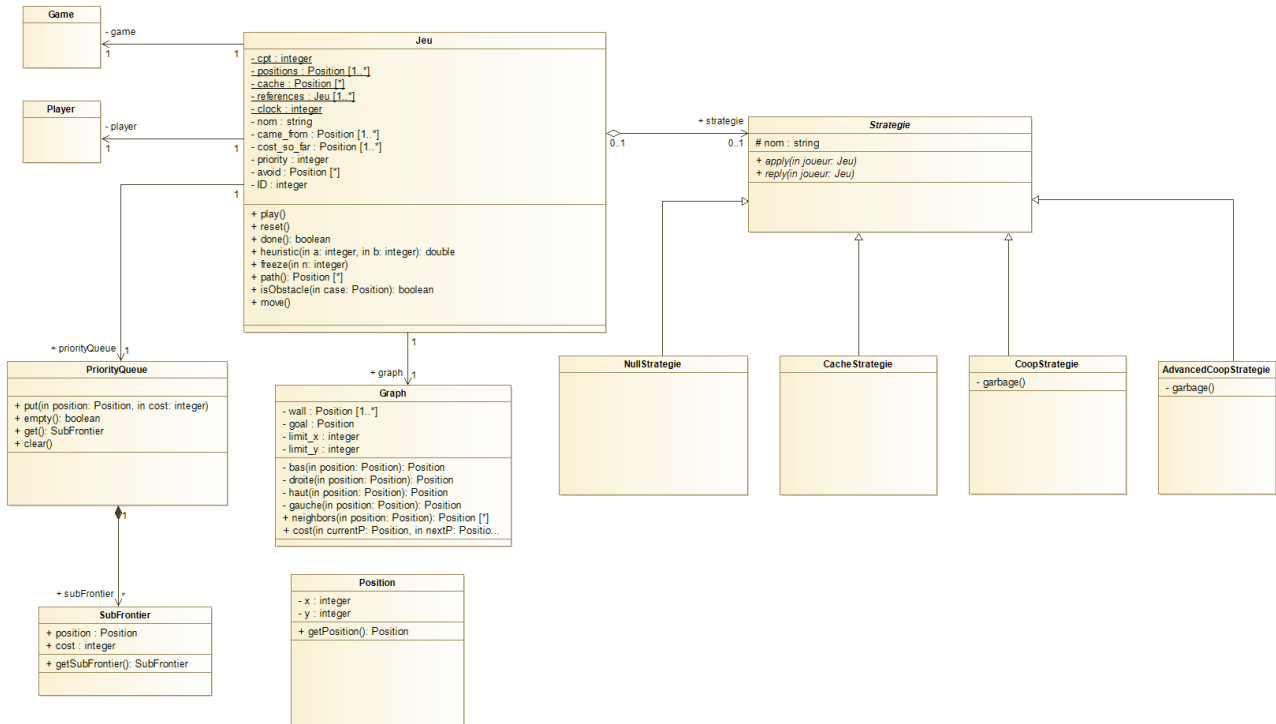 Game
- game
1
1
Player
- player
1
1
Jeu
- cpt : integer
- positions : Position [1..*]
- cache : Position [*]
- references : Jeu [1..*]
- clock : integer
- nom : string
- came_from : Position [1..*]
- cost_so_far : Position [1..*]
- priority : integer
- avoid : Position [*]
- ID : integer
+ play()
+ reset()
+ done(): boolean
+ heuristic(in a: integer, in b: integer): double
+ freeze(in n: integer)
+ path(): Position [*]
+ isObstacle(in case: Position): boolean
+ move()
1
+ strategie
0..1
0..1
Strategie
# nom : string
+ apply(in joueur: Jeu)
+ reply(in joueur: Jeu)
+ priorityQueue
1
PriorityQueue
+ put(in position: Position, in cost: integer)
+ empty(): boolean
+ get(): SubFrontier
+ clear()
1
+ graph
1
Graph
- wall : Position [1..*]
- goal : Position
- limit_x : integer
- limit_y : integer
- bas(in position: Position): Position
- droite(in position: Position): Position
- haut(in position: Position): Position
- gauche(in position: Position): Position
+ neighbors(in position: Position): Position [*]
+ cost(in currentP: Position, in nextP: Positio...
NullStrategie
CacheStrategie
CoopStrategie
- garbage()
AdvancedCoopStrategie
- garbage()
1
+ subFrontier
*
SubFrontier
+ position : Position
+ cost : integer
+ getSubFrontier(): SubFrontier
Position
- x : integer
- y : integer
+ getPosition(): Position